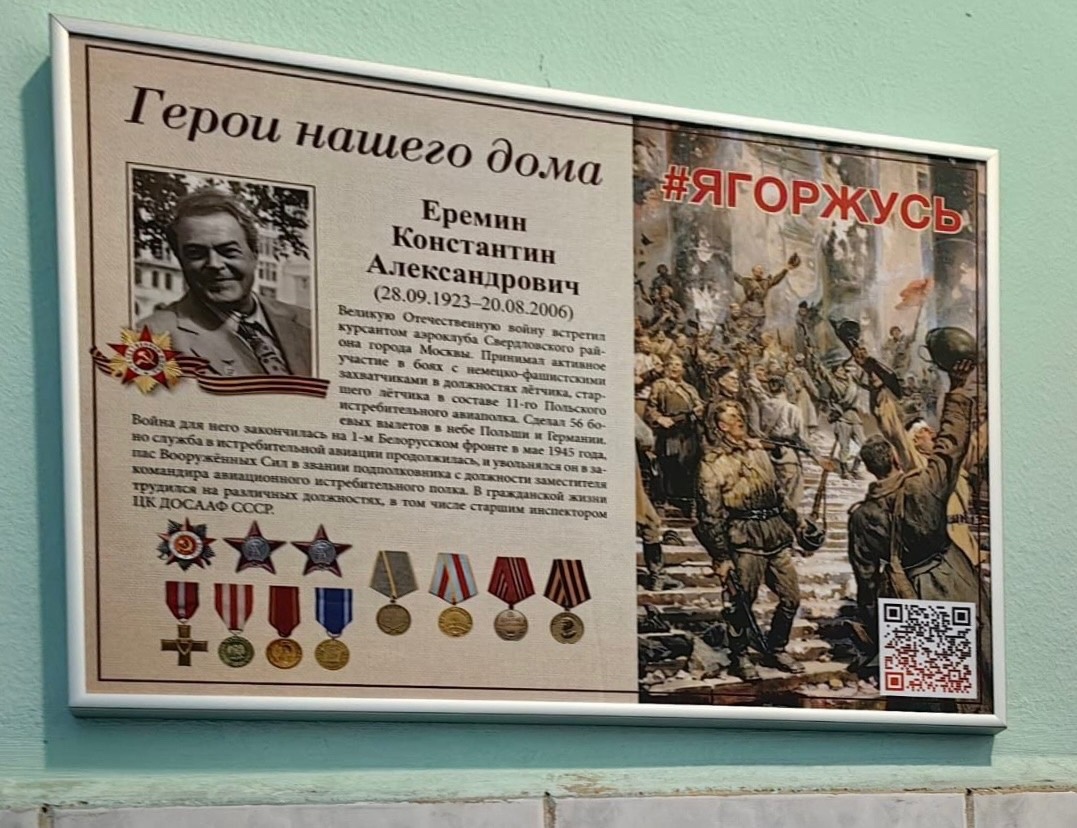 Герои нашего дома
Еремин
Константин
Александрович
(28.09.1923–20.08.2006)
Великую Отечественную войну встретил
курсантом аэроклуба Свердловского рай-
она города Москвы. Принимал активное
участие в боях с немецко-фашистскими
захватчиками в должностях лётчика, стар-
шего лётчика в составе 11-го Польского
истребительного авиаполка. Сделал 56 бо-
евых вылетов в небе Польши и Германии.
Война для него закончилась на 1-м Белорусском фронте в мае 1945 года,
но служба в истребительной авиации продолжилась, и увольнялся он в за-
пас Вооружённых Сил в звании подполковника с должности заместителя
командира авиационного истребительного полка. В гражданской жизни
трудился на различных должностях, в том числе старшим инспектором
ЦК ДОСААФ СССР.
#ЯГОРЖУСЬ